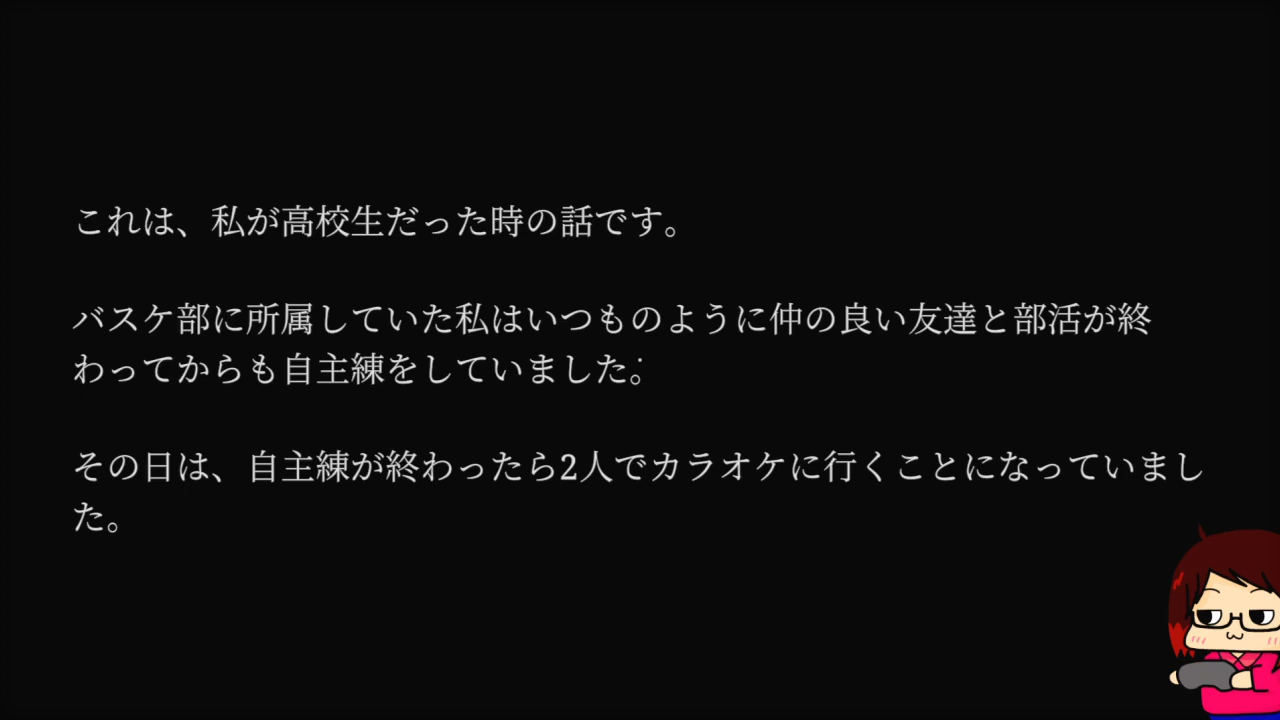 これは、私が高校生だった時の話です。
バスケ部に所属していた私はいつものように仲の良い友達と部活が終
わってからも自主練をしていました。
その日は、自主練が終わったら2人でカラオケに行くことになっていまし
た。